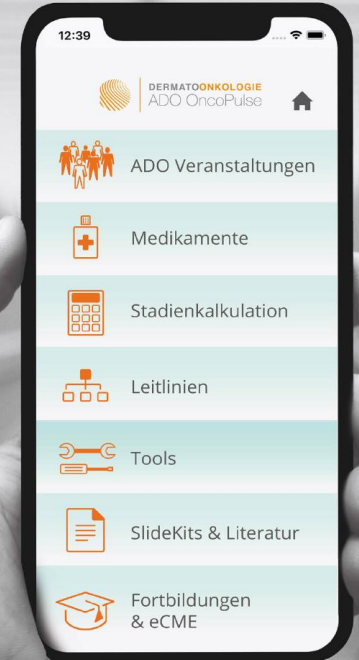 12:39
DERMATOONKOLOGIE
ADO OncoPulse
ADO Veranstaltungen
Medikamente
Stadienkalkulation
Leitlinien
Tools
SlideKits & Literatur
Fortbildungen
& eCME